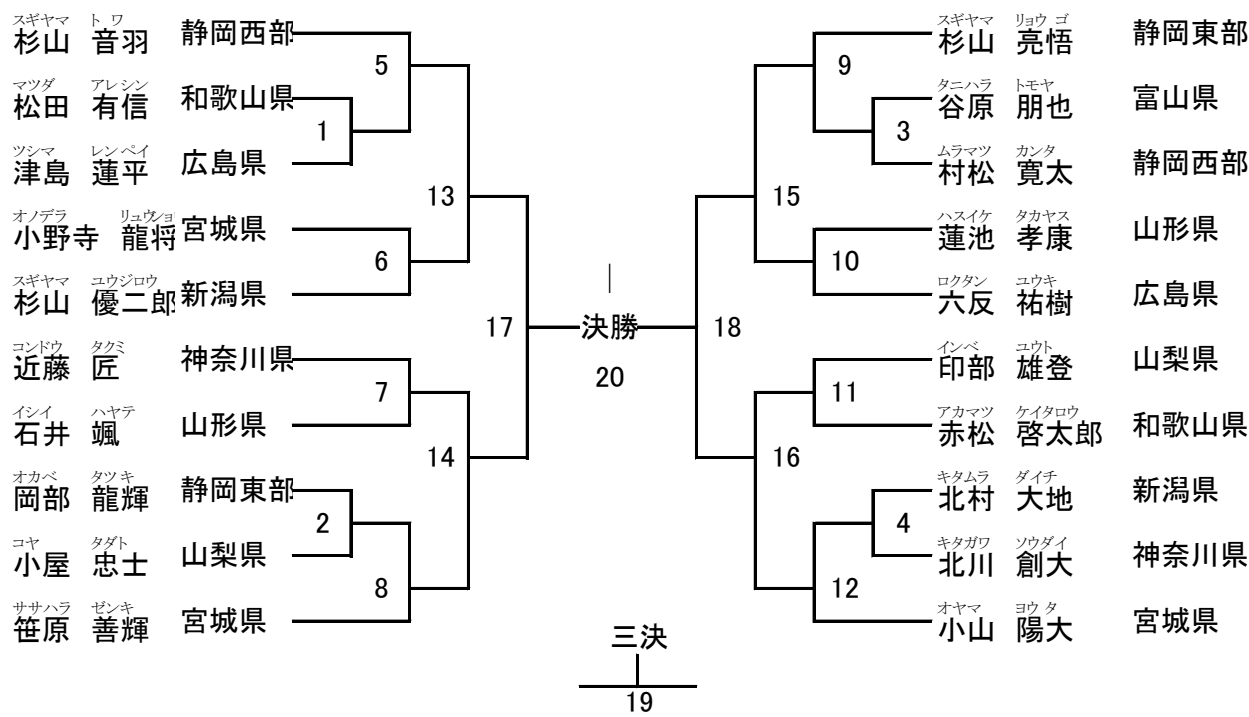 スギヤマ トワ
杉山 音羽 静岡西部
5
マツダ アレシン
松田 有信 和歌山県
1
ツシマ レンペイ
津島 蓮平 広島県
13
オノデラ リュウショ
小野寺 龍将 宮城県
6
スギヤマ ユウジロウ
杉山 優二郎 新潟県
17
コンドウ タクミ
近藤 匠 神奈川県
7
イシイ ハヤテ
石井 颯 山形県
14
オカベ タツキ
岡部 龍輝 静岡東部
2
コヤ タダト
小屋 忠士 山梨県
8
ササハラ ゼンキ
笹原 善輝 宮城県
決勝
20
三決
19
スギヤマ リョウゴ
杉山 亮悟 静岡東部
9
タニハラ トモヤ
谷原 朋也 富山県
3
ムラマツ カンタ
村松 寛太 静岡西部
15
ハスイケ タカヤス
蓮池 孝康 山形県
10
ロクタン ユウキ
六反 祐樹 広島県
18
インベ ユウト
印部 雄登 山梨県
11
アカマツ ケイタロウ
赤松 啓太郎 和歌山県
16
キタムラ ダイチ
北村 大地 新潟県
4
キタガワ ソウダイ
北川 創大 神奈川県
12
オヤマ ヨウタ
小山 陽大 宮城県